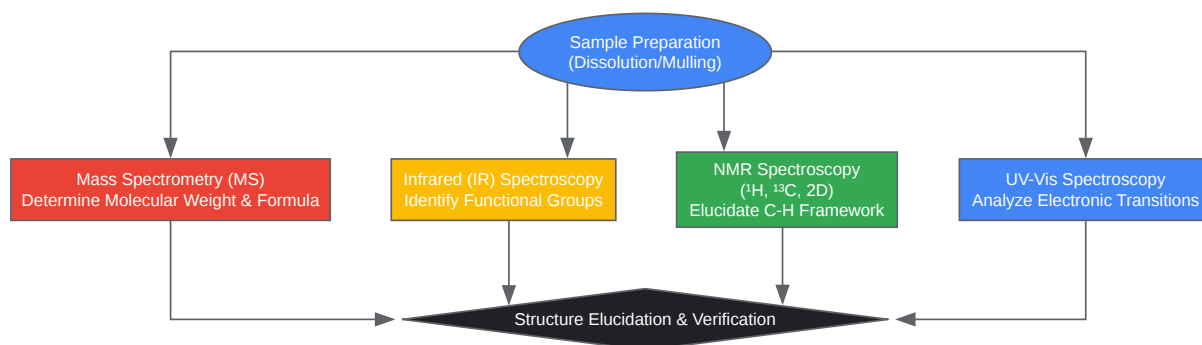 Sample Preparation
(Dissolution/Mulling)
Mass Spectrometry (MS)
Determine Molecular Weight & Formula
Infrared (IR) Spectroscopy
Identify Functional Groups
NMR Spectroscopy
(¹H, ¹³C, 2D)
Elucidate C-H Framework
UV-Vis Spectroscopy
Analyze Electronic Transitions
Structure Elucidation & Verification